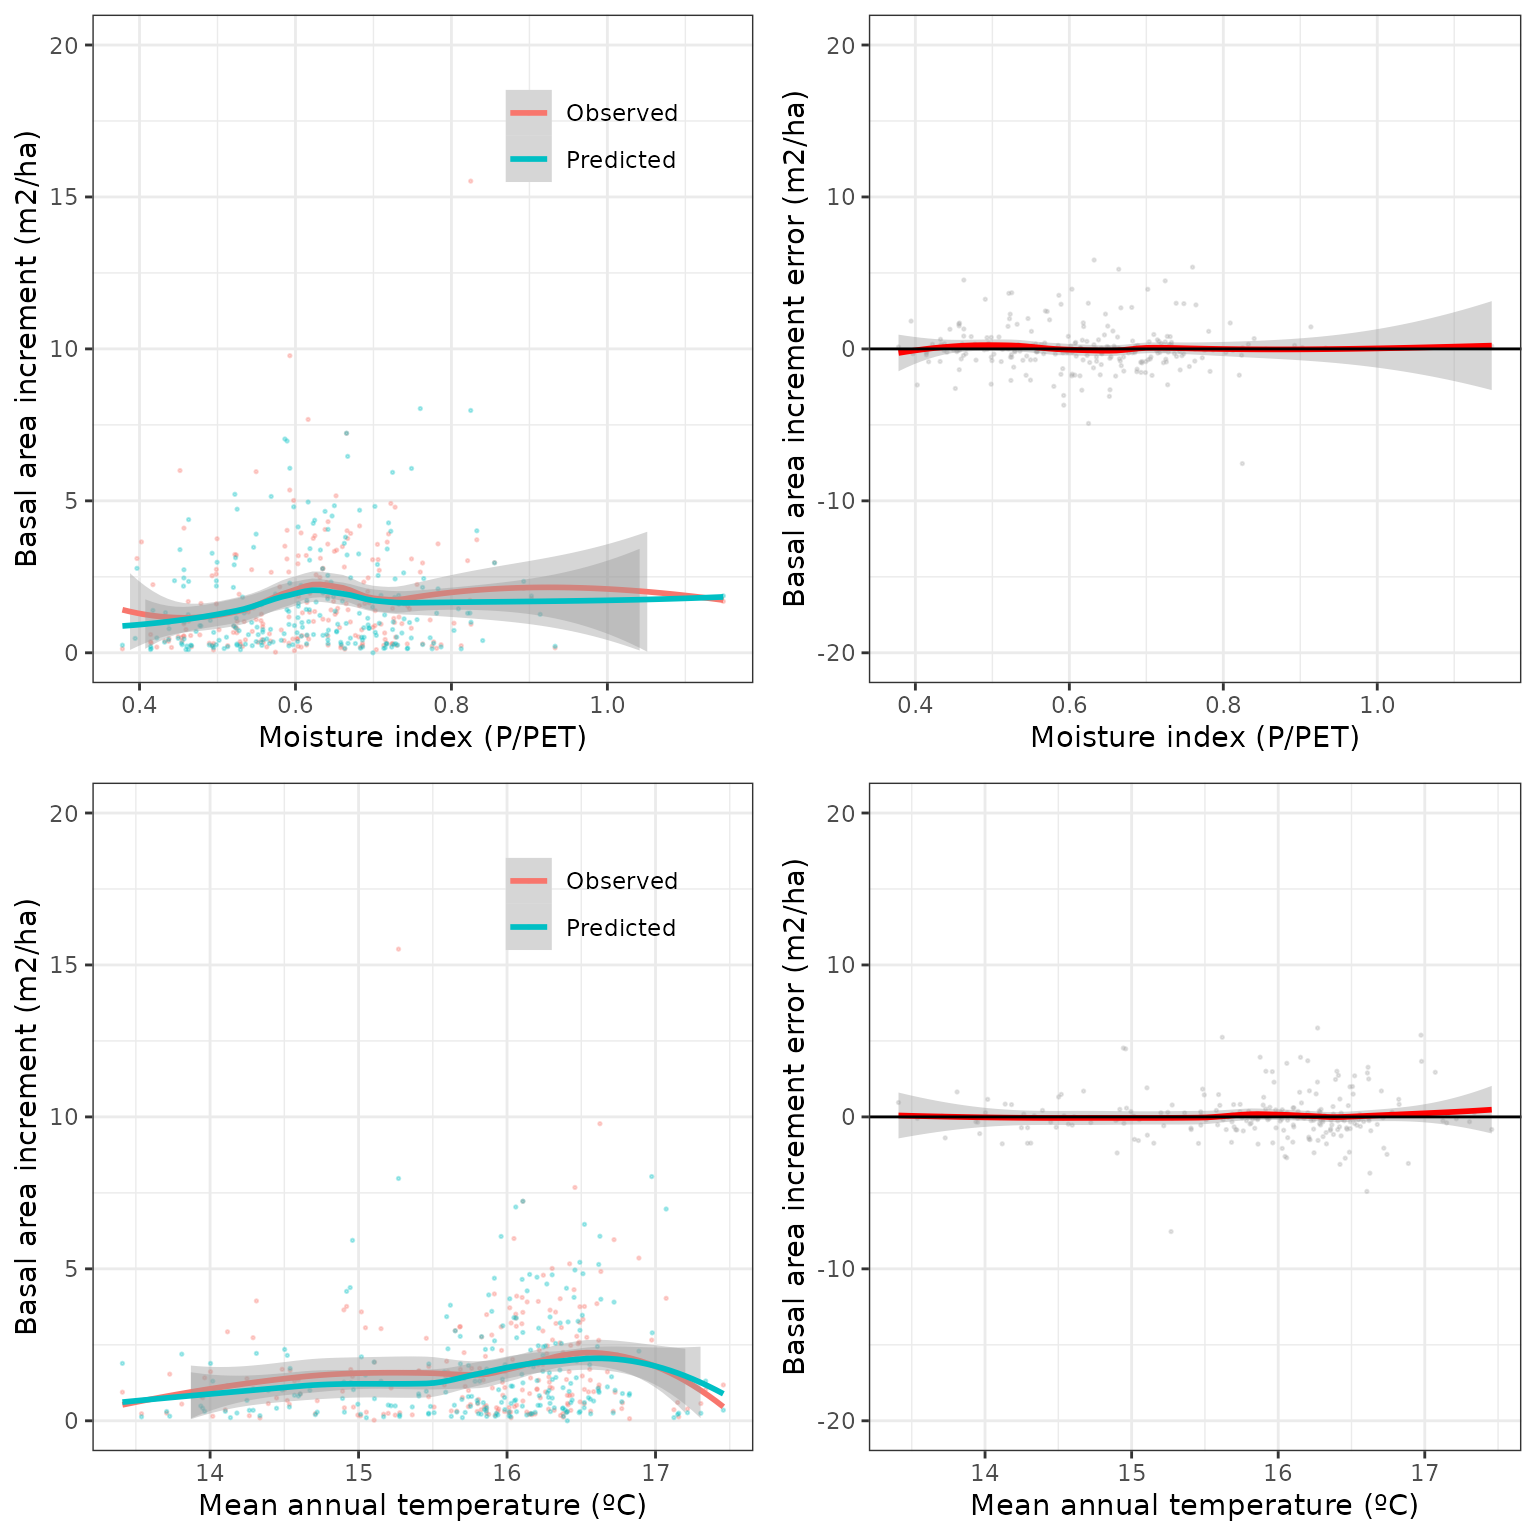 Basal area increment (m2/ha)
20
15
10
5
0
Observed
Predicted
0.4 0.6 0.8 1.0
Moisture index (P/PET)
Basal area increment error (m2/ha)
20
10
0
-10
-20
0.4 0.6 0.8 1.0
Moisture index (P/PET)
Basal area increment (m2/ha)
20
15
10
5
0
Observed
Predicted
14 15 16 17
Mean annual temperature (ºC)
Basal area increment error (m2/ha)
20
10
0
-10
-20
14 15 16 17
Mean annual temperature (ºC)